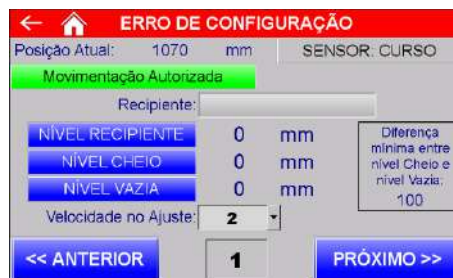 ERRO DE CONFIGURAÇÃO
Posição Atual: 1070 mm SENSOR: CURSO
Movimentação Autorizada
Recipiente:
NÍVEL RECIPIENTE 0 mm
NÍVEL CHEIO 0 mm
NÍVEL VAZIA 0 mm
Diferença
mínima entre
nível Cheio e
nível Vazia:
100
Velocidade no Ajuste: 2
<< ANTERIOR 1 PRÓXIMO >>